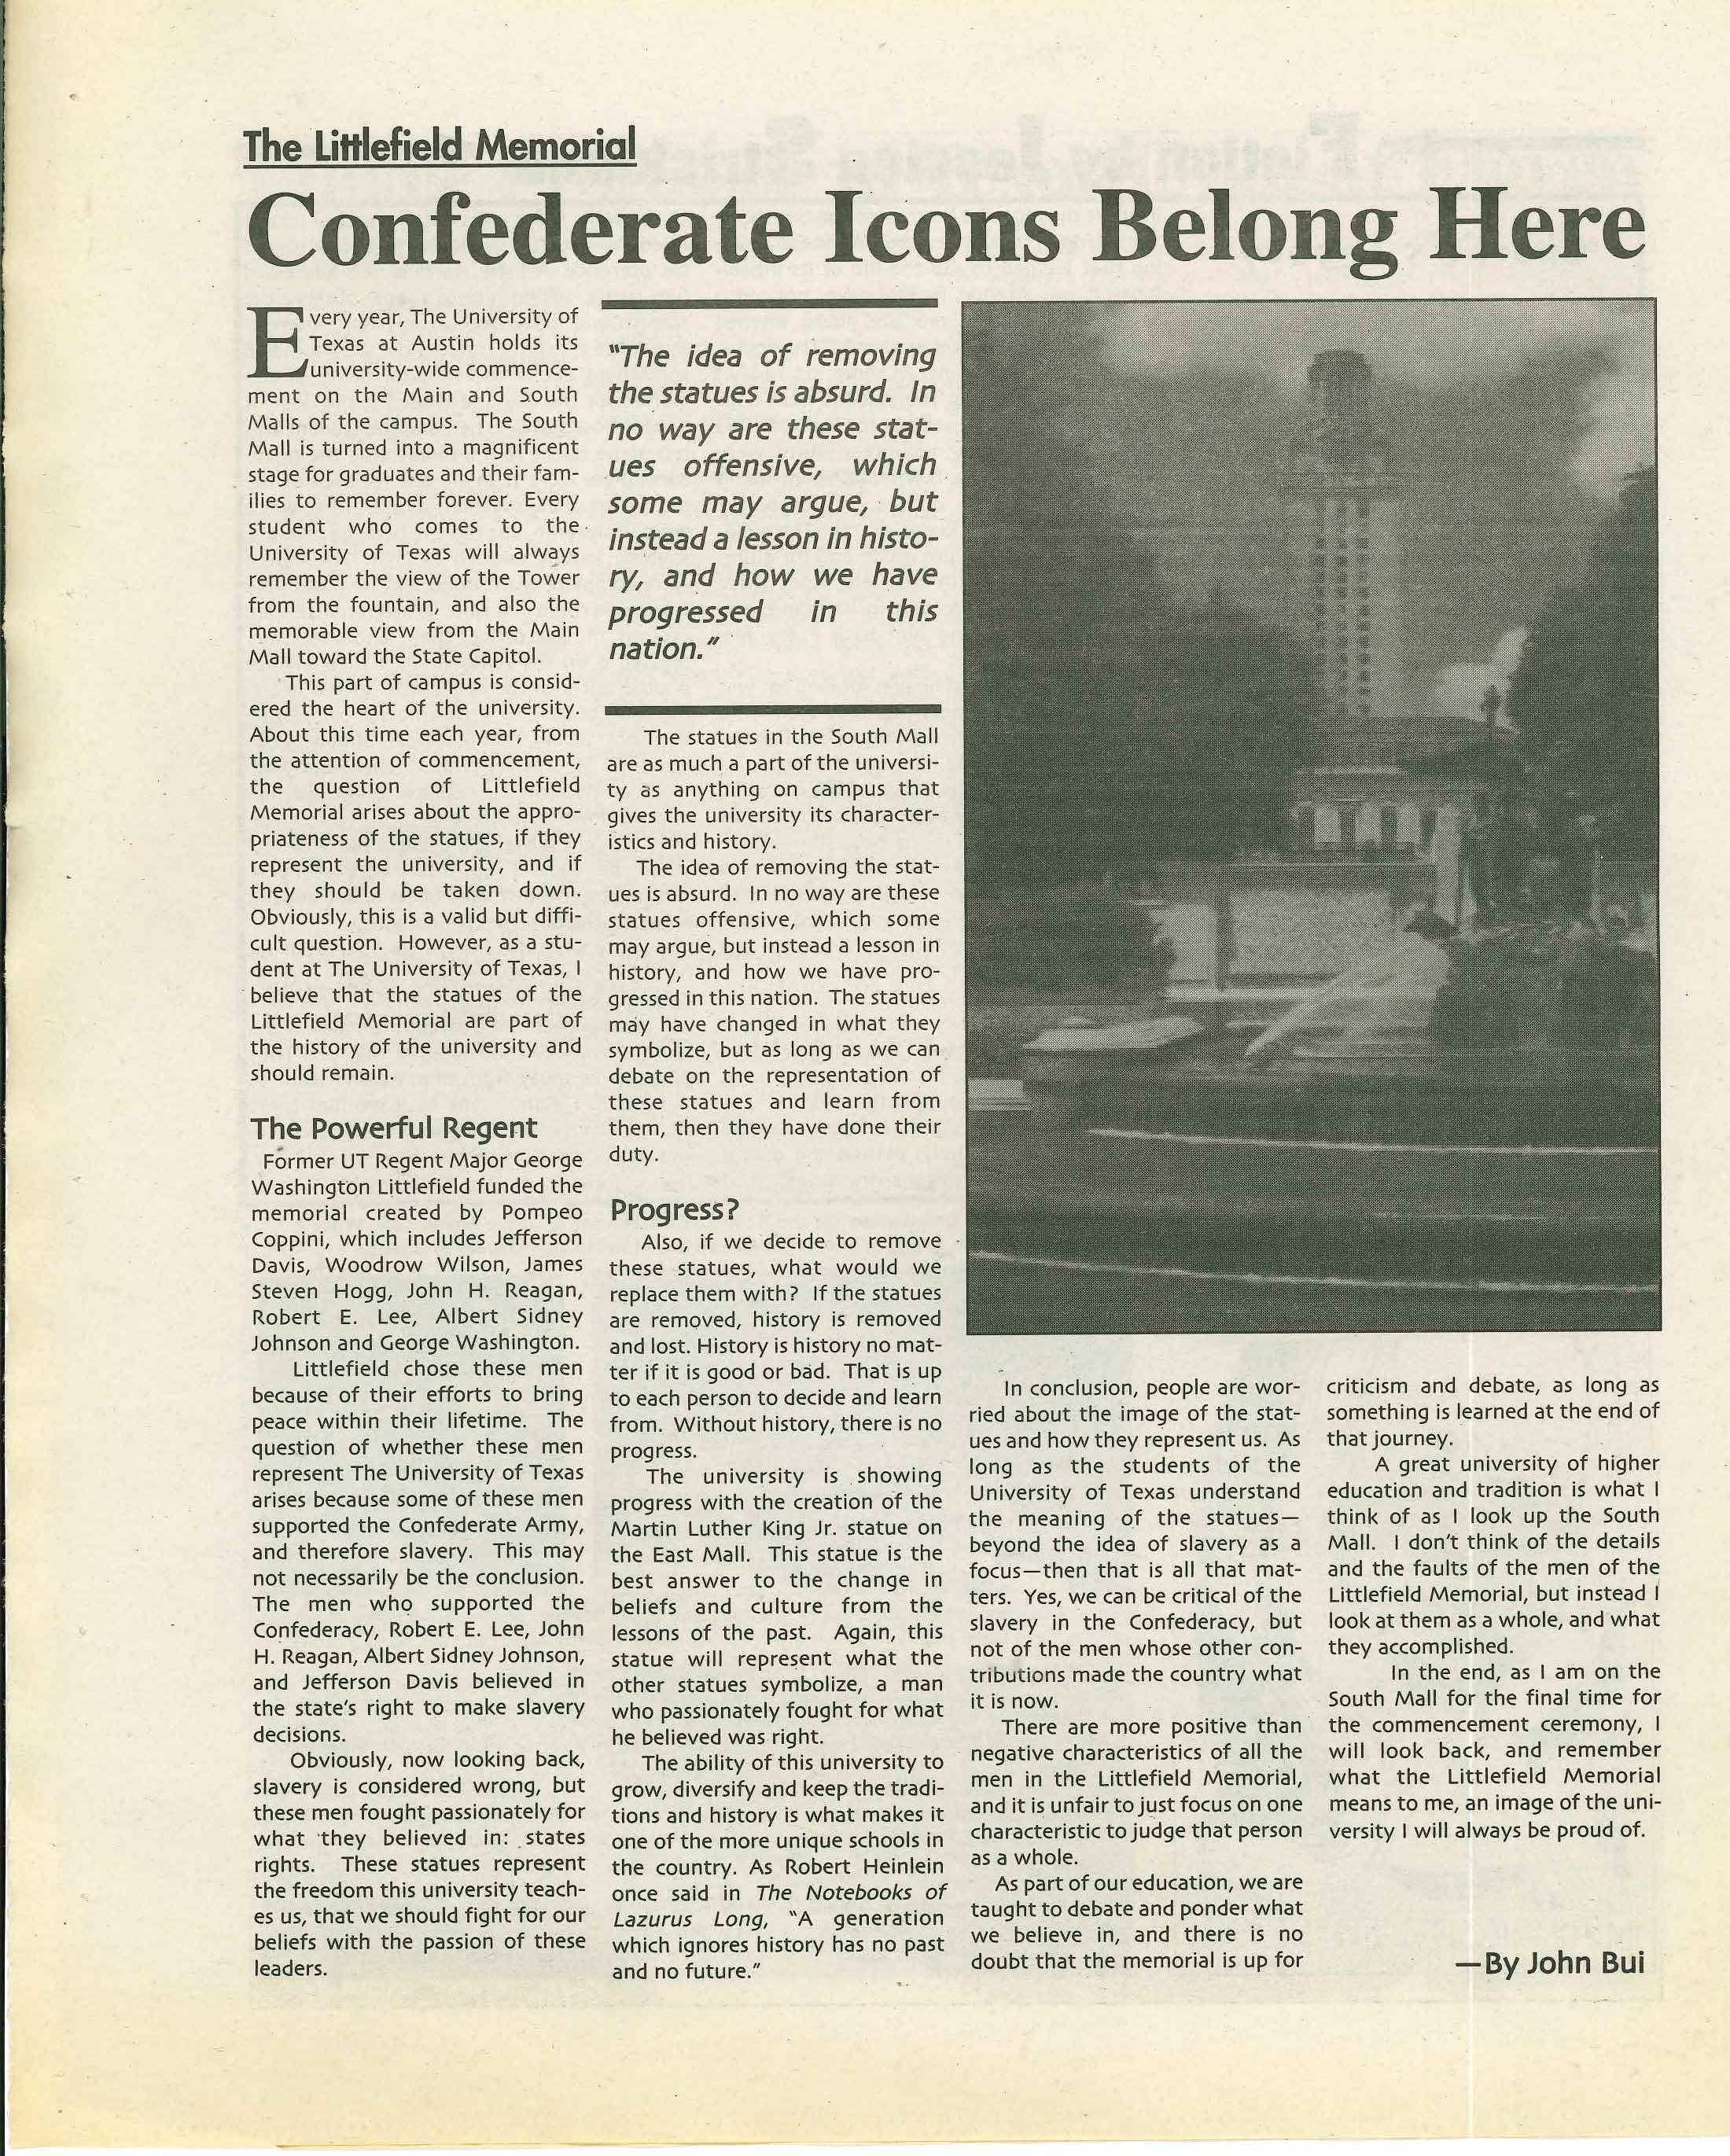 The Littlefield Memorial
Confederate Icons Belong Here
Every year, The University of
Texas at Austin holds its
university-wide commence-
ment on the Main and South
Malls of the campus. The South
Mall is turned into a magnificent
stage for graduates and their fam-
ilies to remember forever. Every
student who comes to the
University of Texas will always
remember the view of the Tower
from the fountain, and also the
memorable view from the Main
Mall toward the State Capitol.
This part of campus is consid-
ered the heart of the university.
About this time each year, from
the attention of commencement,
the question of Littlefield
Memorial arises about the appro-
priateness of the statues, if they
represent the university, and if
they should be taken down.
Obviously, this is a valid but diffi-
cult question. However, as a stu-
dent at The University of Texas, I
believe that the statues of the
Littlefield Memorial are part of
the history of the university and
should remain.
The Powerful Regent
Former UT Regent Major George
Washington Littlefield funded the
memorial created by Pompeo
Coppini, which includes Jefferson
Davis, Woodrow Wilson, James
Steven Hogg, John H. Reagan,
Robert E. Lee, Albert Sidney
Johnson and George Washington.
Littlefield chose these men
because of their efforts to bring
peace within their lifetime. The
question of whether these men
represent The University of Texas
arises because some of these men
supported the Confederate Army,
and therefore slavery. This may
not necessarily be the conclusion.
The men who supported the
Confederacy, Robert E. Lee, John
H. Reagan, Albert Sidney Johnson,
and Jefferson Davis believed in
the state's right to make slavery
decisions.
Obviously, now looking back,
slavery is considered wrong, but
these men fought passionately for
what they believed in: states
rights. These statues represent
the freedom this university teach-
es us, that we should fight for our
beliefs with the passion of these
leaders.
"The idea of removing
the statues is absurd. In
no way are these stat-
ues offensive, which
some may argue, but
instead a lesson in histo-
ry, and how we have
progressed in this
nation."
The statues in the South Mall
are as much a part of the universi-
ty as anything on campus that
gives the university its character-
istics and history.
The idea of removing the stat-
ues is absurd. In no way are these
statues offensive, which some
may argue, but instead a lesson in
history, and how we have pro-
gressed in this nation. The statues
may have changed in what they
symbolize, but as long as we can
debate on the representation of
these statues and learn from
them, then they have done their
duty.
Progress?
Also, if we decide to remove
these statues, what would we
replace them with? If the statues
are removed, history is removed
and lost. History is history no mat-
ter if it is good or bad. That is up
to each person to decide and learn
from. Without history, there is no
progress.
The university is showing
progress with the creation of the
Martin Luther King Jr. statue on
the East Mall. This statue is the
best answer to the change in
beliefs and culture from the
lessons of the past. Again, this
statue will represent what the
other statues symbolize, a man
who passionately fought for what
he believed was right.
The ability of this university to
grow, diversify and keep the tradi-
tions and history is what makes it
one of the more unique schools in
the country. As Robert Heinlein
once said in The Notebooks of
Lazurus Long, "A generation
which ignores history has no past
and no future."
In conclusion, people are wor-
ried about the image of the stat-
ues and how they represent us. As
long as the students of the
University of Texas understand
the meaning of the statues—
beyond the idea of slavery as a
focus—then that is all that mat-
ters. Yes, we can be critical of the
slavery in the Confederacy, but
not of the men whose other con-
tributions made the country what
it is now.
There are more positive than
negative characteristics of all the
men in the Littlefield Memorial,
and it is unfair to just focus on one
characteristic to judge that person
as a whole.
As part of our education, we are
taught to debate and ponder what
we believe in, and there is no
doubt that the memorial is up for
criticism and debate, as long as
something is learned at the end of
that journey.
A great university of higher
education and tradition is what I
think of as I look up the South
Mall. I don't think of the details
and the faults of the men of the
Littlefield Memorial, but instead I
look at them as a whole, and what
they accomplished.
In the end, as I am on the
South Mall for the final time for
the commencement ceremony, I
will look back, and remember
what the Littlefield Memorial
means to me, an image of the uni-
versity I will always be proud of.
—By John Bui